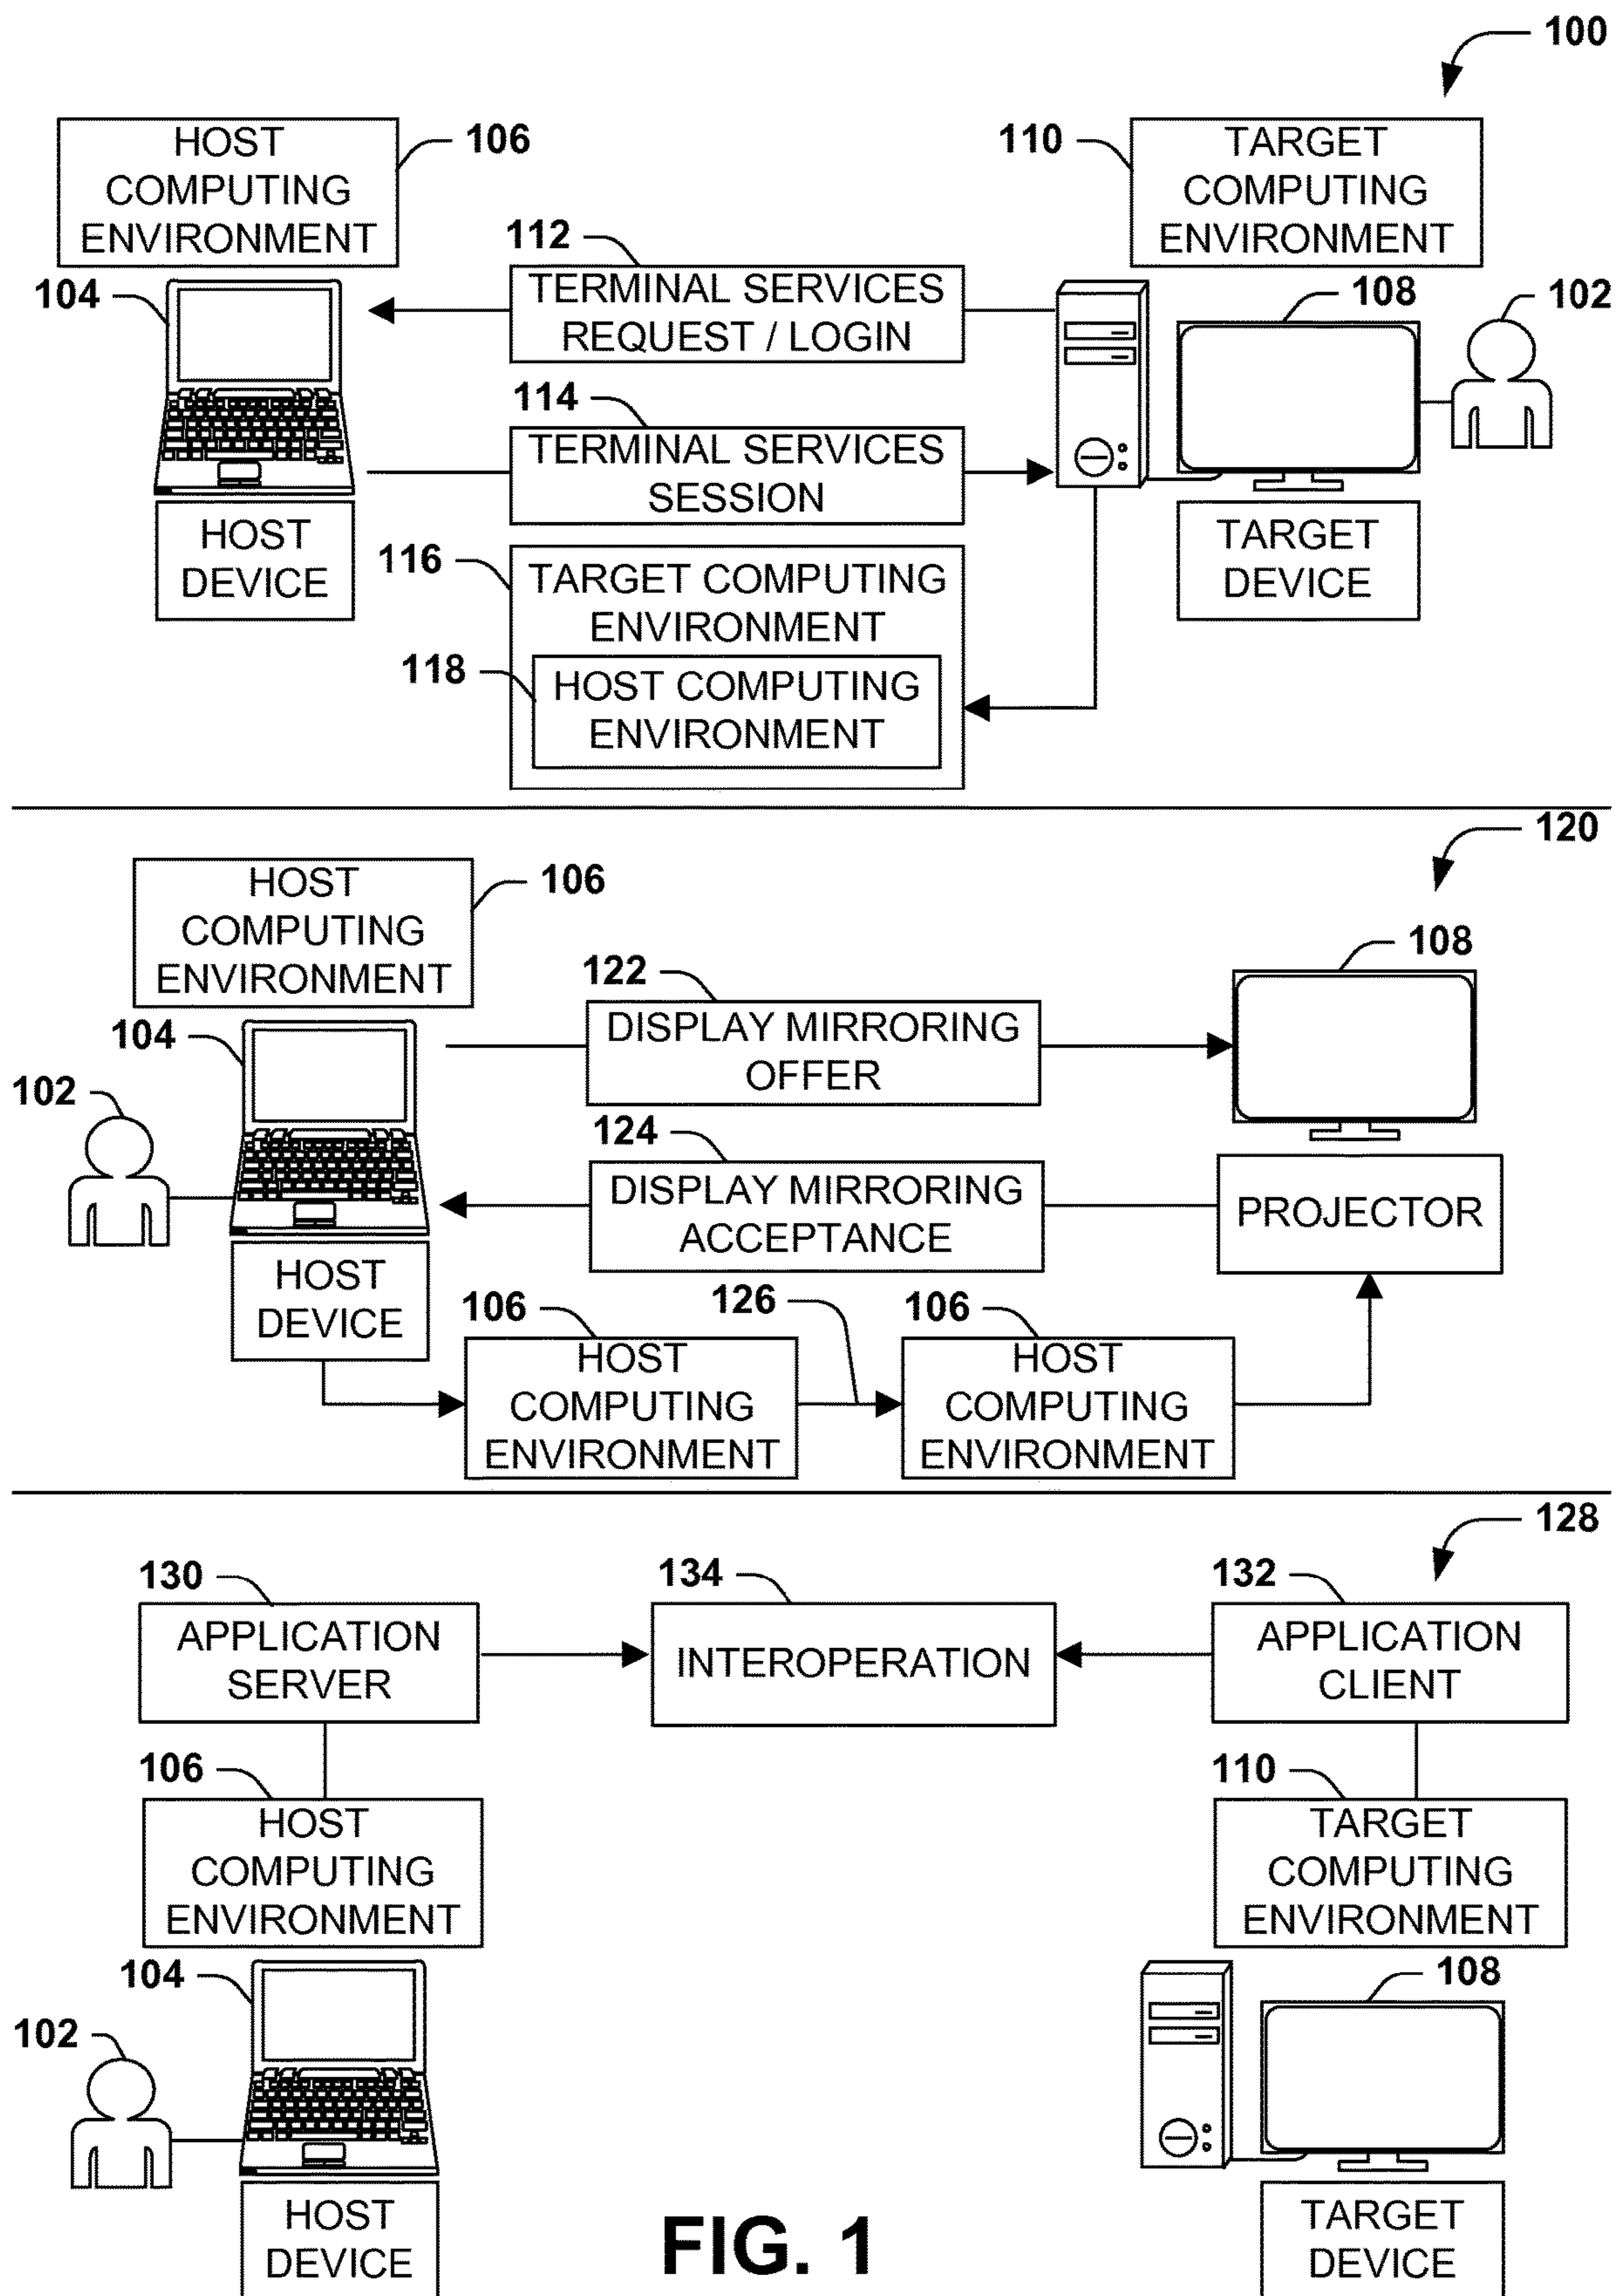 100
HOST
COMPUTING
ENVIRONMENT
106
110
TARGET
COMPUTING
ENVIRONMENT
104
112
TERMINAL SERVICES
REQUEST / LOGIN
108
102
114
TERMINAL SERVICES
SESSION
HOST
DEVICE
TARGET
DEVICE
116
TARGET COMPUTING
ENVIRONMENT
118
HOST COMPUTING
ENVIRONMENT
120
HOST
COMPUTING
ENVIRONMENT
106
108
122
DISPLAY MIRRORING
OFFER
104
102
124
DISPLAY MIRRORING
ACCEPTANCE
PROJECTOR
HOST
DEVICE
106
126
106
HOST
COMPUTING
ENVIRONMENT
HOST
COMPUTING
ENVIRONMENT
128
130
134
132
APPLICATION
SERVER
INTEROPERATION
APPLICATION
CLIENT
106
110
HOST
COMPUTING
ENVIRONMENT
TARGET
COMPUTING
ENVIRONMENT
104
108
102
HOST
DEVICE
FIG. 1
TARGET
DEVICE